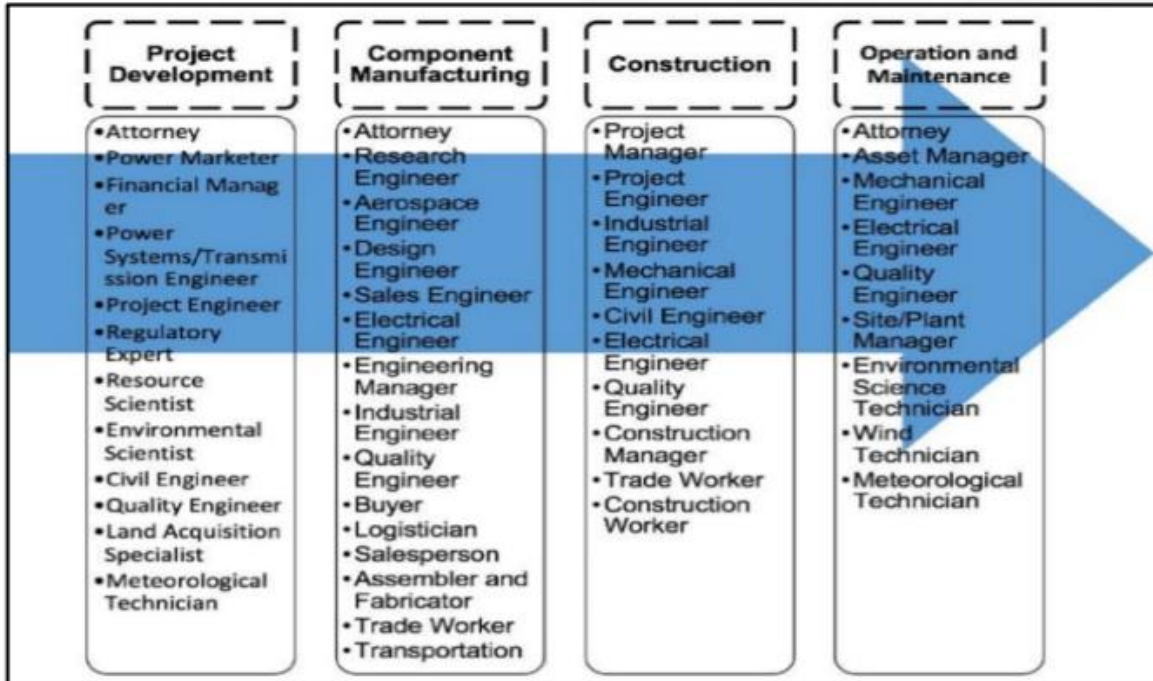 Project
Development
•Attorney
•Power Marketer
•Financial Manag
er
•Power
Systems/Transmi
ssion Engineer
•Project Engineer
•Regulatory
Expert
•Resource
Scientist
•Environmental
Scientist
•Civil Engineer
•Quality Engineer
•Land Acquisition
Specialist
•Meteorological
Technician
Component
Manufacturing
•Attorney
•Research
Engineer
•Aerospace
Engineer
•Design
Engineer
•Sales Engineer
•Electrical
Engineer
•Engineering
Manager
•Industrial
Engineer
•Quality
Engineer
•Buyer
•Logistician
•Salesperson
•Assembler and
Fabricator
•Trade Worker
•Transportation
Construction
•Project
Manager
•Project
Engineer
•Industrial
Engineer
•Mechanical
Engineer
•Civil Engineer
•Electrical
Engineer
•Quality
Engineer
•Construction
Manager
•Trade Worker
•Construction
Worker
Operation and
Maintenance
•Attorney
•Asset Manager
•Mechanical
Engineer
•Electrical
Engineer
•Quality
Engineer
•Site/Plant
Manager
•Environmental
Science
Technician
•Wind
Technician
•Meteorological
Technician